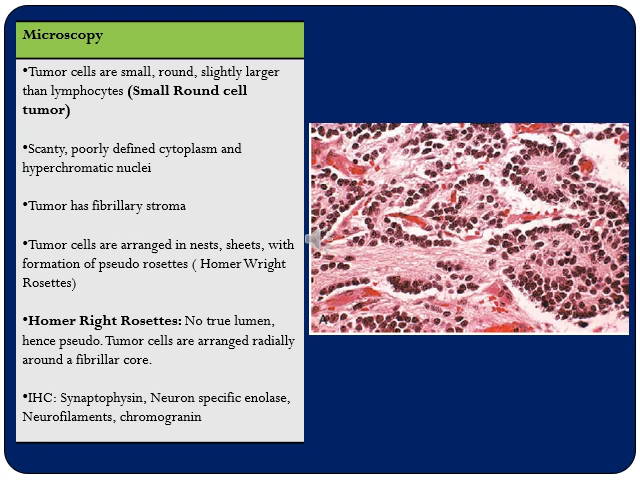 Microscopy
•Tumor cells are small, round, slightly larger
than lymphocytes (Small Round cell
tumor)
•Scanty, poorly defined cytoplasm and
hyperchromatic nuclei
•Tumor has fibrillary stroma
•Tumor cells are arranged in nests, sheets, with
formation of pseudo rosettes ( Homer Wright
Rosettes)
•Homer Right Rosettes: No true lumen,
hence pseudo. Tumor cells are arranged radially
around a fibrillar core.
•IHC: Synaptophysin, Neuron specific enolase,
Neurofilaments, chromogranin
A